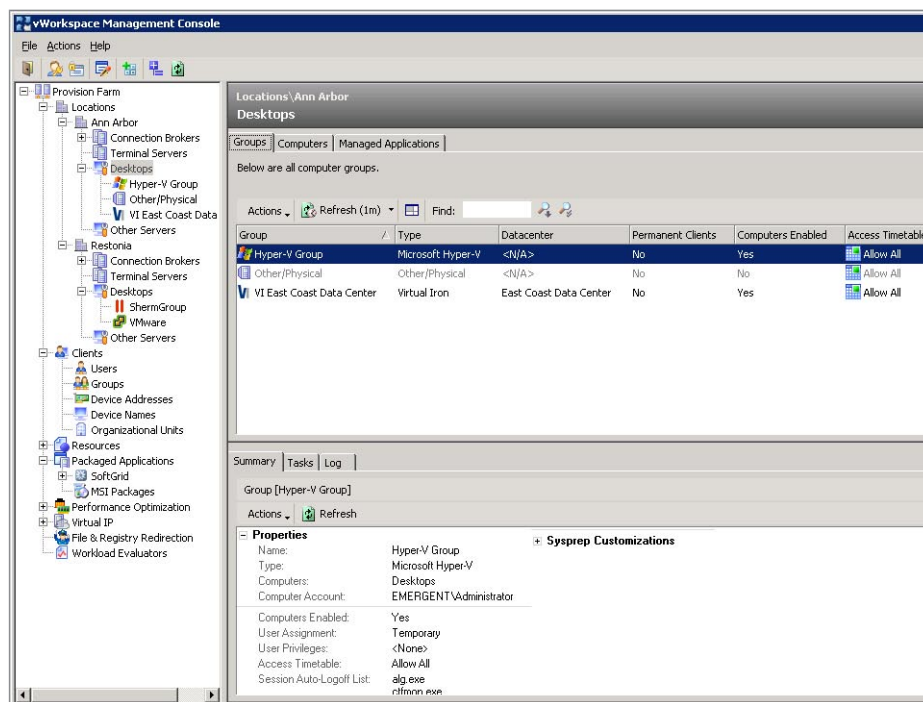 vWorkspace Management Console
File Actions Help
Provision Farm
Locations
Ann Arbor
Connection Brokers
Terminal Servers
Desktops
Hyper-V Group
Other/Physical
VI East Coast Data
Other Servers
Restonia
Connection Brokers
Terminal Servers
Desktops
ShermGroup
VMware
Other Servers
Clients
Users
Groups
Device Addresses
Device Names
Organizational Units
Resources
Packaged Applications
SoftGrid
MSI Packages
Performance Optimization
Virtual IP
File & Registry Redirection
Workload Evaluators
Locations\Ann Arbor
Desktops
Groups Computers Managed Applications
Below are all computer groups.
Actions Refresh (1m) Find:
Group Type Datacenter Permanent Clients Computers Enabled Access Timetable
Hyper-V Group Microsoft Hyper-V <N/A> No Yes Allow All
Other/Physical Other/Physical <N/A> No No Allow All
VI East Coast Data Center Virtual Iron East Coast Data Center No Yes Allow All
Summary Tasks Log
Group [Hyper-V Group]
Actions Refresh
Properties Sysprep Customizations
Name: Hyper-V Group
Type: Microsoft Hyper-V
Computers: Desktops
Computer Account: EMERGENT\Administrator
Computers Enabled: Yes
User Assignment: Temporary
User Privileges: <None>
Access Timetable: Allow All
Session Auto-Logoff List: alg.exe
ctfmon.exe